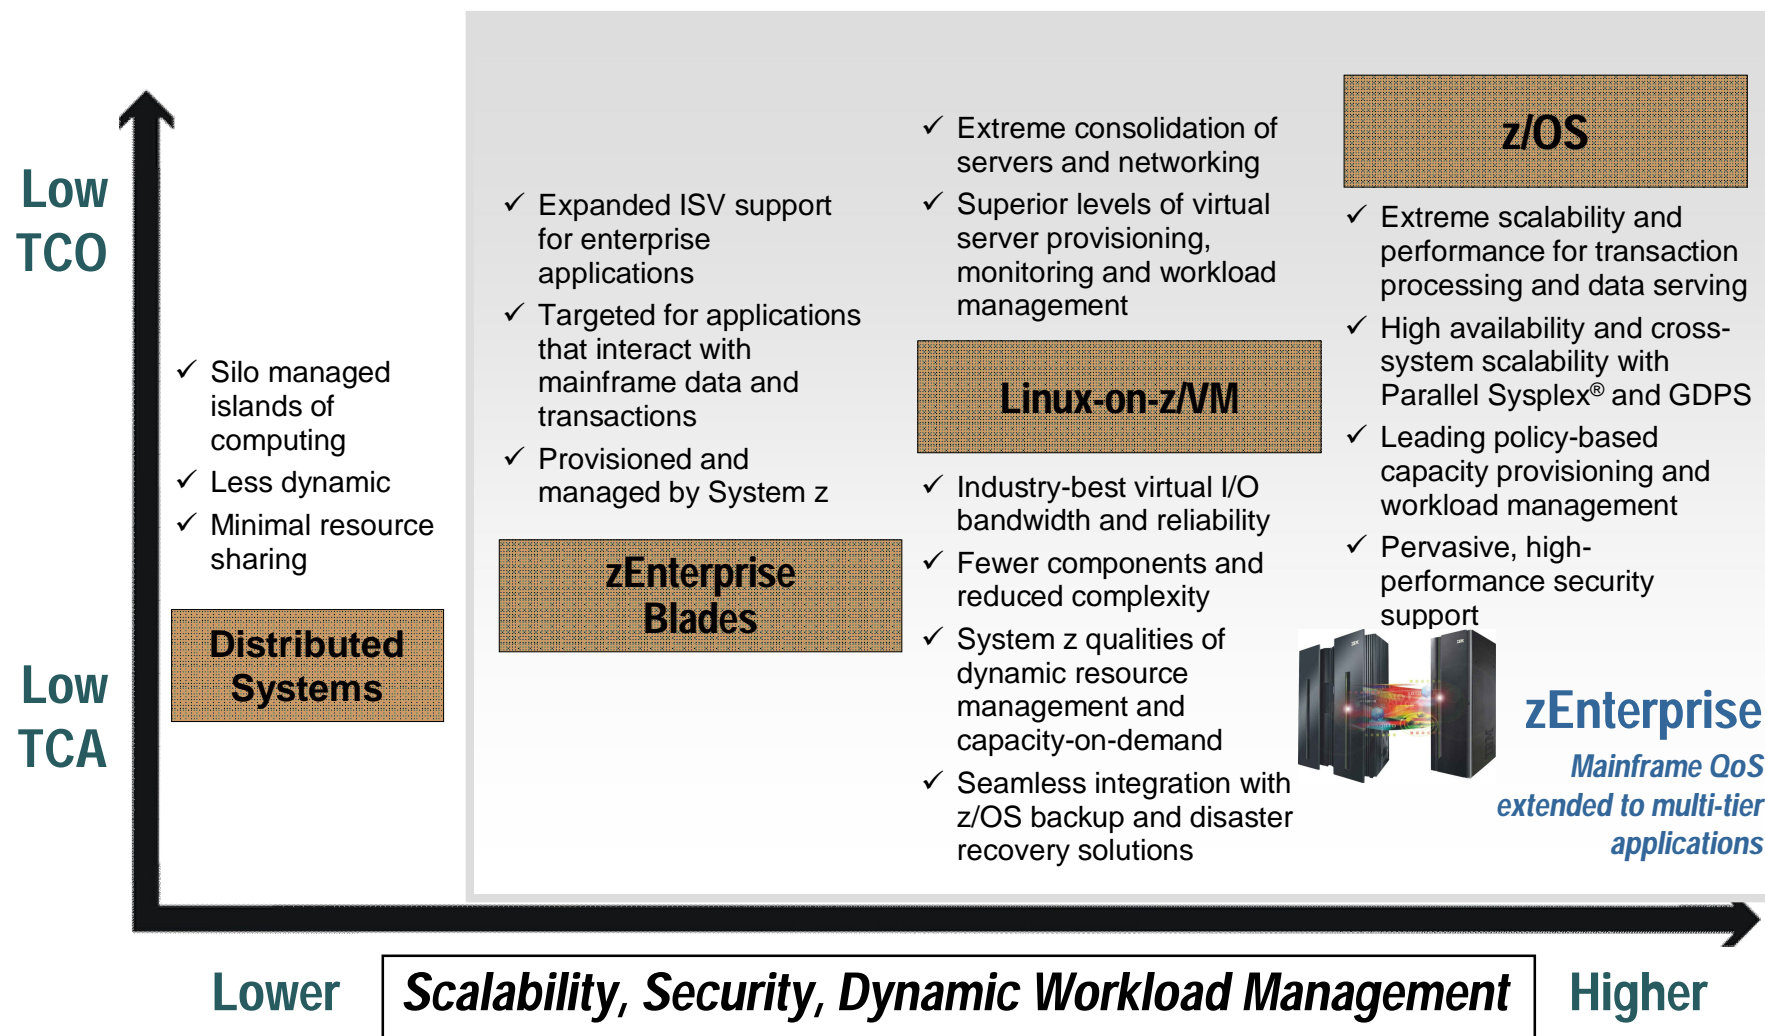 Low
TCO
Low
TCA
✓ Silo managed
islands of
computing
✓ Less dynamic
✓ Minimal resource
sharing
Distributed
Systems
✓ Expanded ISV support
for enterprise
applications
✓ Targeted for applications
that interact with
mainframe data and
transactions
✓ Provisioned and
managed by System z
zEnterprise
Blades
✓ Extreme consolidation of
servers and networking
✓ Superior levels of virtual
server provisioning,
monitoring and workload
management
Linux-on-z/VM
✓ Industry-best virtual I/O
bandwidth and reliability
✓ Fewer components and
reduced complexity
✓ System z qualities of
dynamic resource
management and
capacity-on-demand
✓ Seamless integration with
z/OS backup and disaster
recovery solutions
z/OS
✓ Extreme scalability and
performance for transaction
processing and data serving
✓ High availability and cross-
system scalability with
Parallel Sysplex® and GDPS
✓ Leading policy-based
capacity provisioning and
workload management
✓ Pervasive, high-
performance security
support
zEnterprise
Mainframe QoS
extended to multi-tier
applications
Lower
Scalability, Security, Dynamic Workload Management
Higher